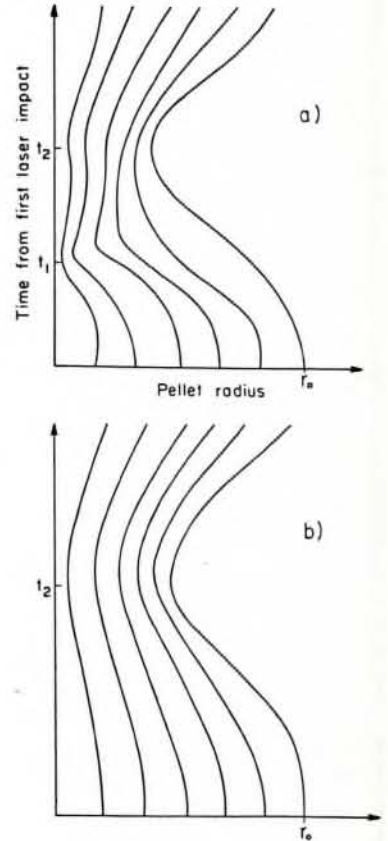 a)
t₂
t₁
Time from first laser impact
r₀
Pellet radius
b)
t₂
r₀